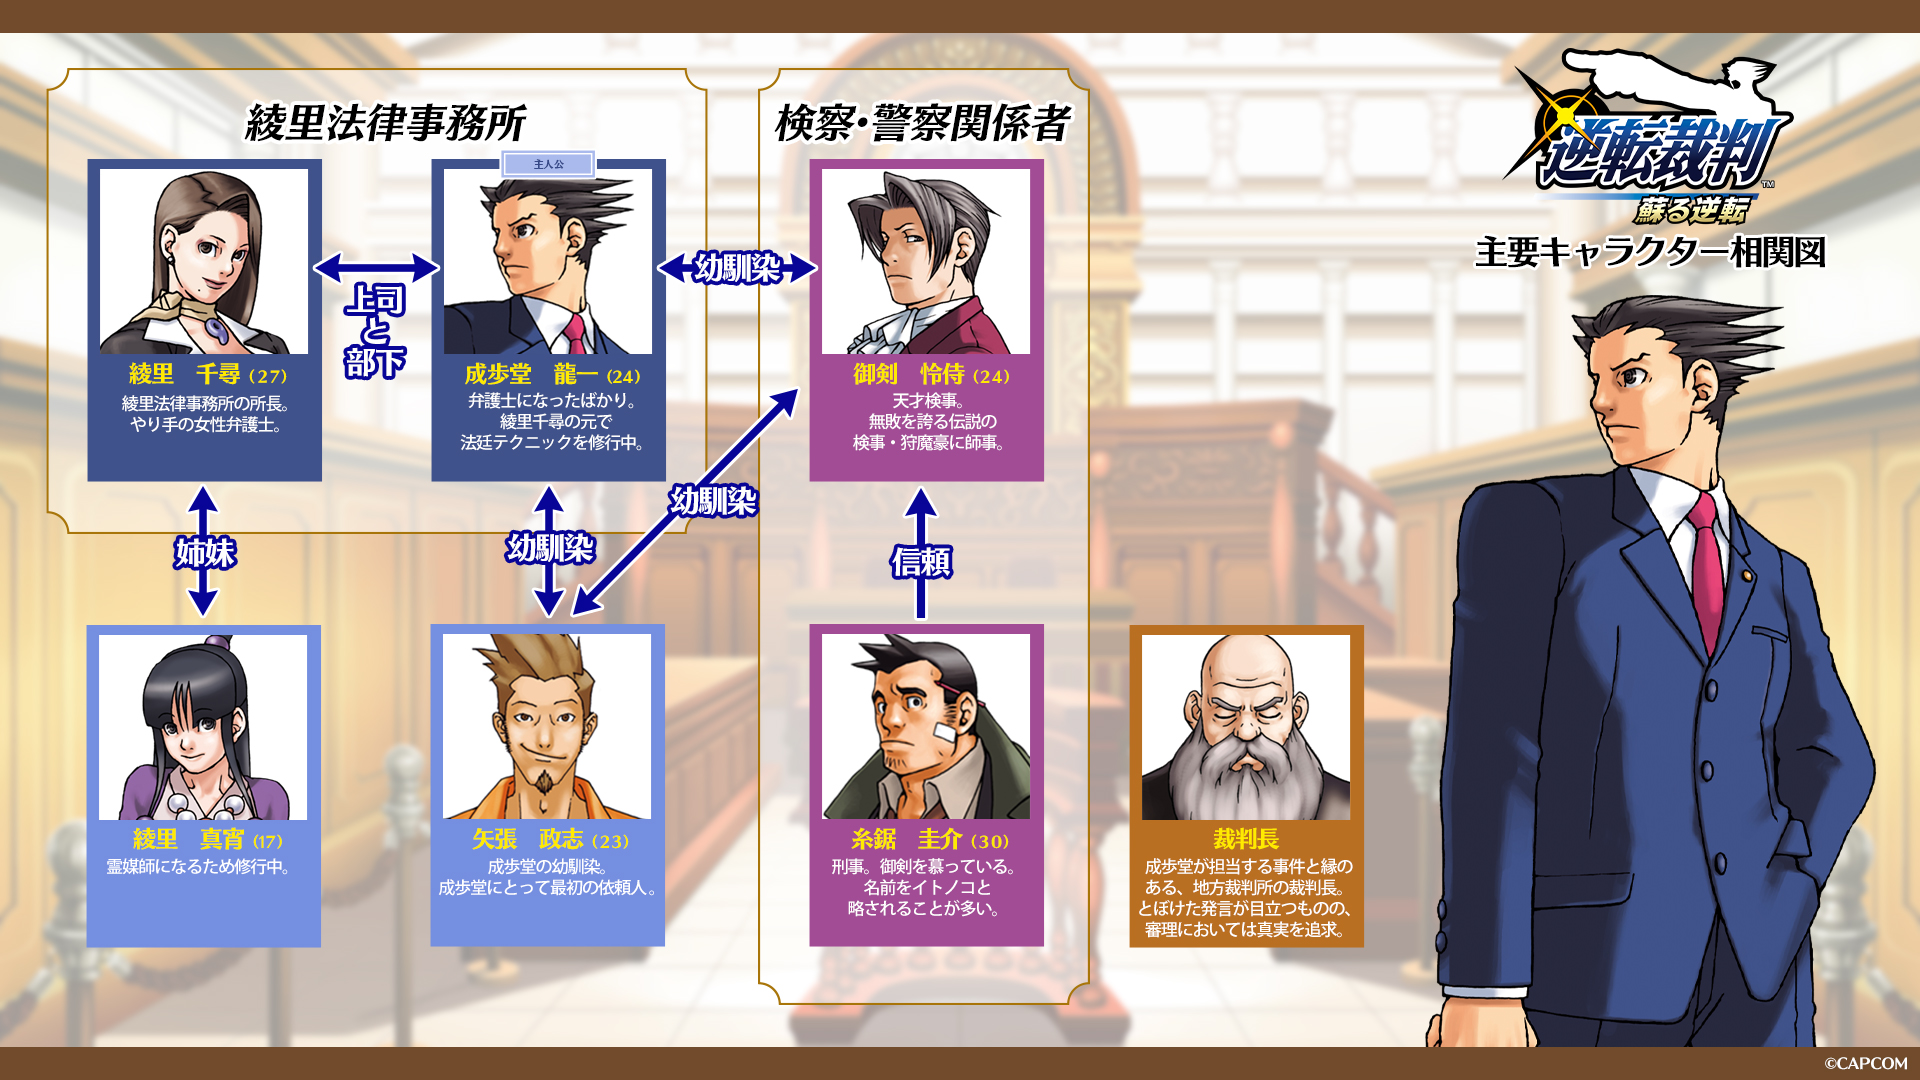 綾里法律事務所
主人公
綾里　千尋（27）
綾里法律事務所の所長。
やり手の女性弁護士。
上司
と
部下
成歩堂　龍一（24）
弁護士になったばかり。
綾里千尋の元で
法廷テクニックを修行中。
幼馴染
検察・警察関係者
御剣　怜侍（24）
天才検事。
無敗を誇る伝説の
検事・狩魔豪に師事。
姉妹
幼馴染
幼馴染
信頼
綾里　真宵（17）
霊媒師になるため修行中。
矢張　政志（23）
成歩堂の幼馴染。
成歩堂にとって最初の依頼人。
糸鋸　圭介（30）
刑事。御剣を慕っている。
名前をイトノコと
略されることが多い。
裁判長
成歩堂が担当する事件と縁の
ある、地方裁判所の裁判長。
とぼけた発言が目立つものの、
審理においては真実を追求。
逆転裁判™
蘇る逆転
主要キャラクター相関図
©CAPCOM